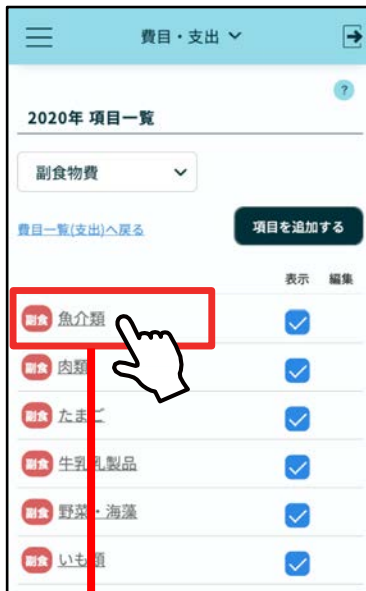 費目・支出
?
2020年 項目一覧
副食物費
費目一覧(支出)へ戻る
項目を追加する
表示 編集
副食 魚介類
副食 肉類
副食 たまご
副食 牛乳乳製品
副食 野菜・海藻
副食 いも類